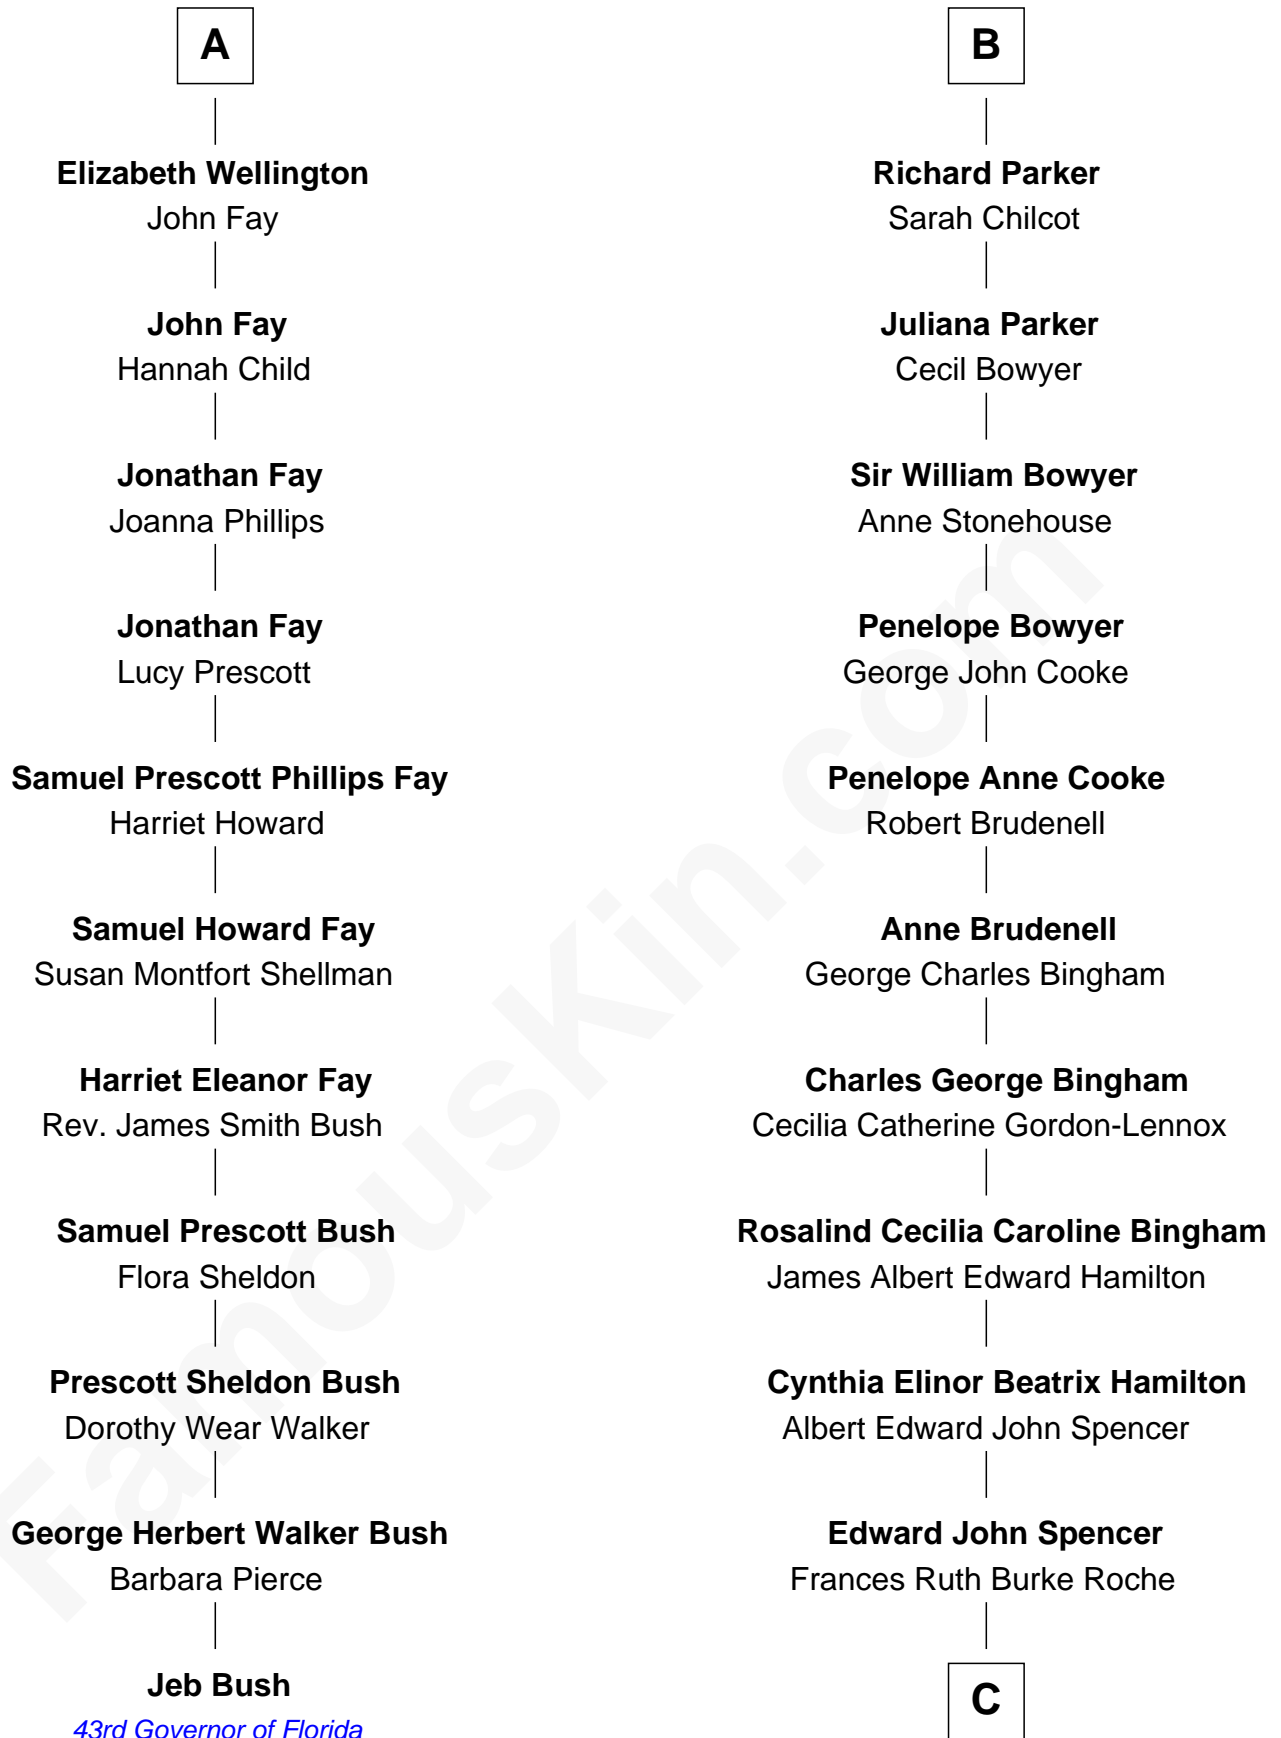 A
Elizabeth Wellington
John Fay
John Fay
Hannah Child
Jonathan Fay
Joanna Phillips
Jonathan Fay
Lucy Prescott
Samuel Prescott Phillips Fay
Harriet Howard
Samuel Howard Fay
Susan Montfort Shellman
Harriet Eleanor Fay
Rev. James Smith Bush
Samuel Prescott Bush
Flora Sheldon
Prescott Sheldon Bush
Dorothy Wear Walker
George Herbert Walker Bush
Barbara Pierce
Jeb Bush
43rd Governor of Florida
B
Richard Parker
Sarah Chilcot
Juliana Parker
Cecil Bowyer
Sir William Bowyer
Anne Stonehouse
Penelope Bowyer
George John Cooke
Penelope Anne Cooke
Robert Brudenell
Anne Brudenell
George Charles Bingham
Charles George Bingham
Cecilia Catherine Gordon-Lennox
Rosalind Cecilia Caroline Bingham
James Albert Edward Hamilton
Cynthia Elinor Beatrix Hamilton
Albert Edward John Spencer
Edward John Spencer
Frances Ruth Burke Roche
C
FamousKin.com